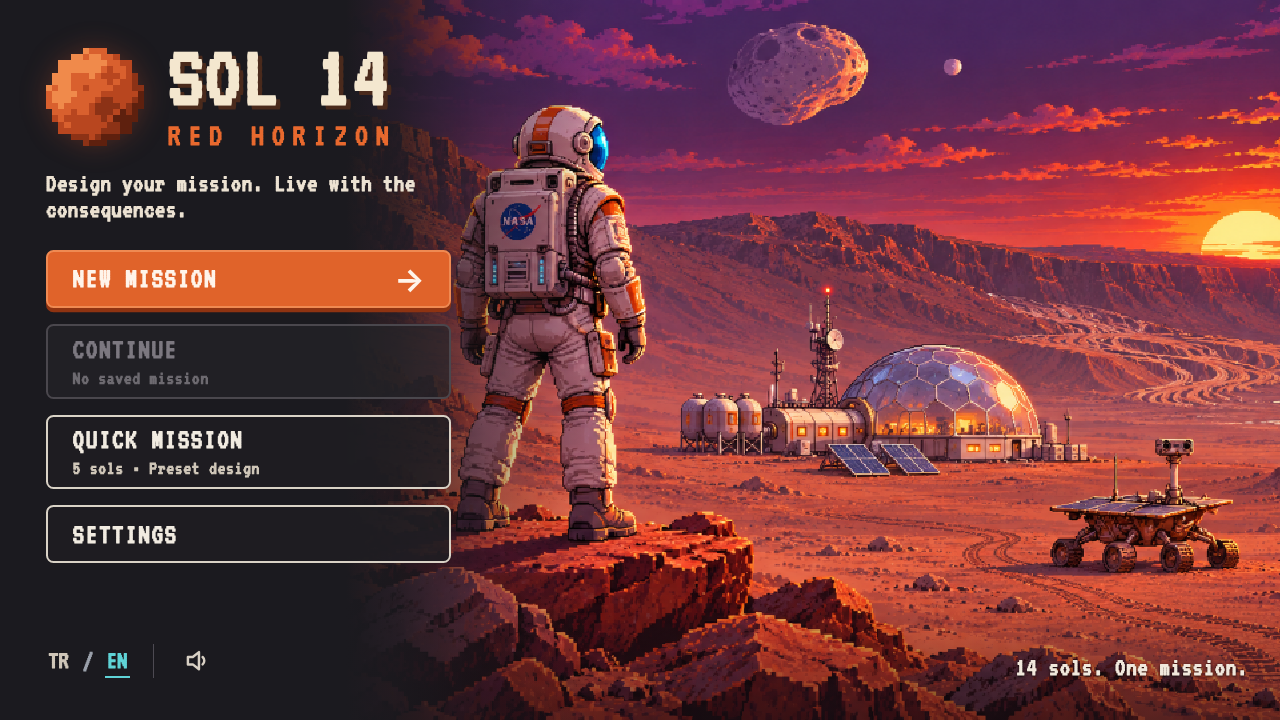 SOL 14
RED HORIZON
Design your mission. Live with the
consequences.
NEW MISSION →
CONTINUE
No saved mission
QUICK MISSION
5 sols • Preset design
SETTINGS
TR / EN
NASA
14 sols. One mission.